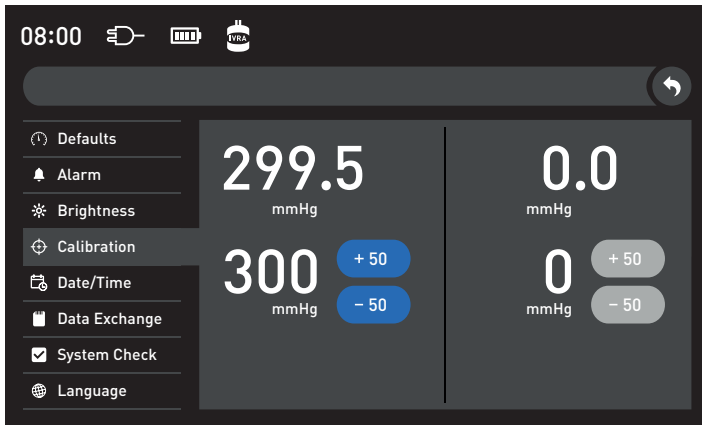 08:00
IVRA
Defaults
Alarm
Brightness
Calibration
Date/Time
Data Exchange
System Check
Language
299.5
mmHg
300
mmHg
+ 50
− 50
0.0
mmHg
0
mmHg
+ 50
− 50